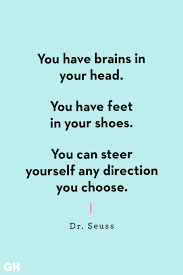 You have brains in
your head.
You have feet
in your shoes.
You can steer
yourself any direction
you choose.
Dr. Seuss
GH